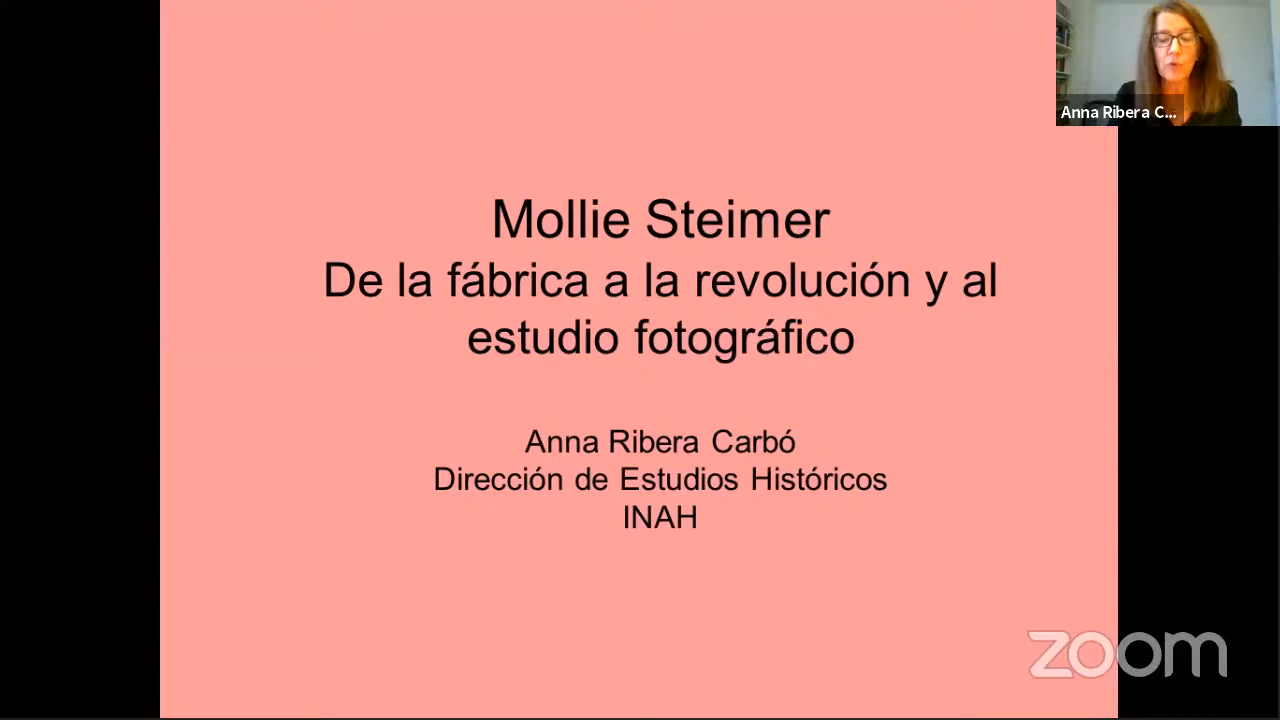 Anna Ribera C...
Mollie Steimer
De la fábrica a la revolución y al
estudio fotográfico
Anna Ribera Carbó
Dirección de Estudios Históricos
INAH
zoom